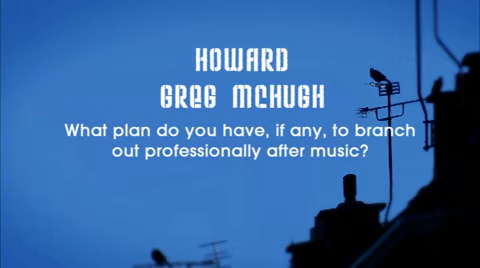 HOWARD
GREG MCHUGH
What plan do you have, if any, to branch
out professionally after music?